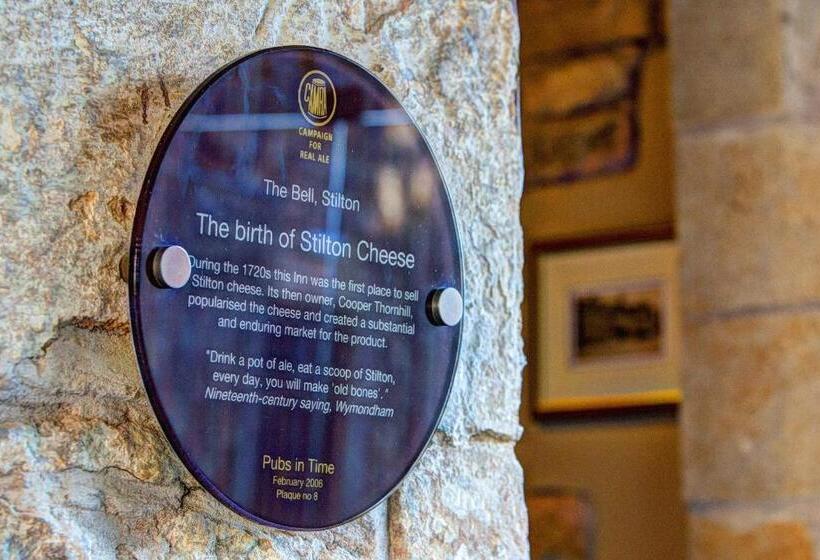 CAMRA
CAMPAIGN
FOR
REAL ALE
The Bell, Stilton
The birth of Stilton Cheese
During the 1720s this Inn was the first place to sell
Stilton cheese. Its then owner, Cooper Thornhill,
popularised the cheese and created a substantial
and enduring market for the product.
"Drink a pot of ale, eat a scoop of Stilton,
every day, you will make 'old bones'."
Nineteenth-century saying, Wymondham
Pubs in Time
February 2006
Plaque no 8